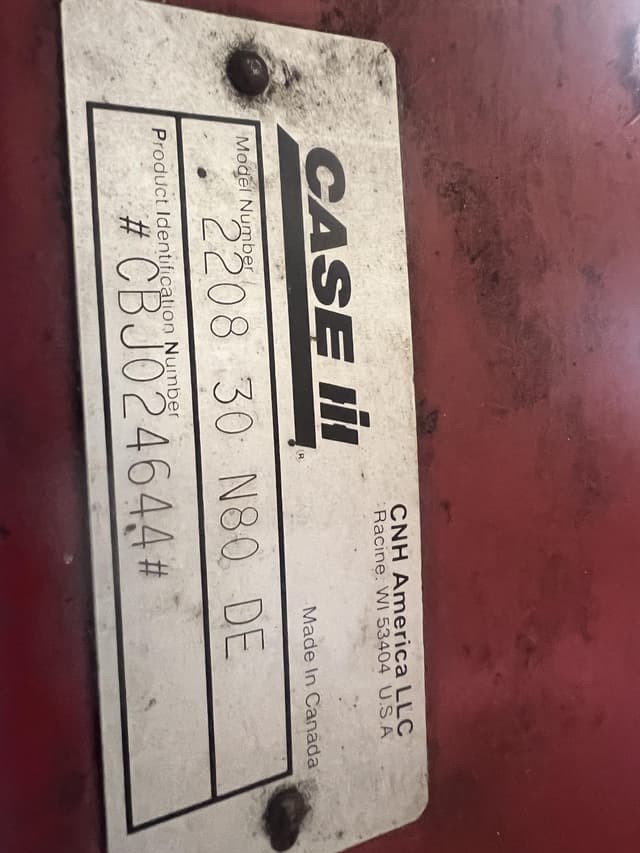 CNH America LLC
Racine, WI 53404 U.S.A
CASE IH ®
Made In Canada
Model Number
2208 30 N80 DE
Product Identification Number
#CBJ024644#